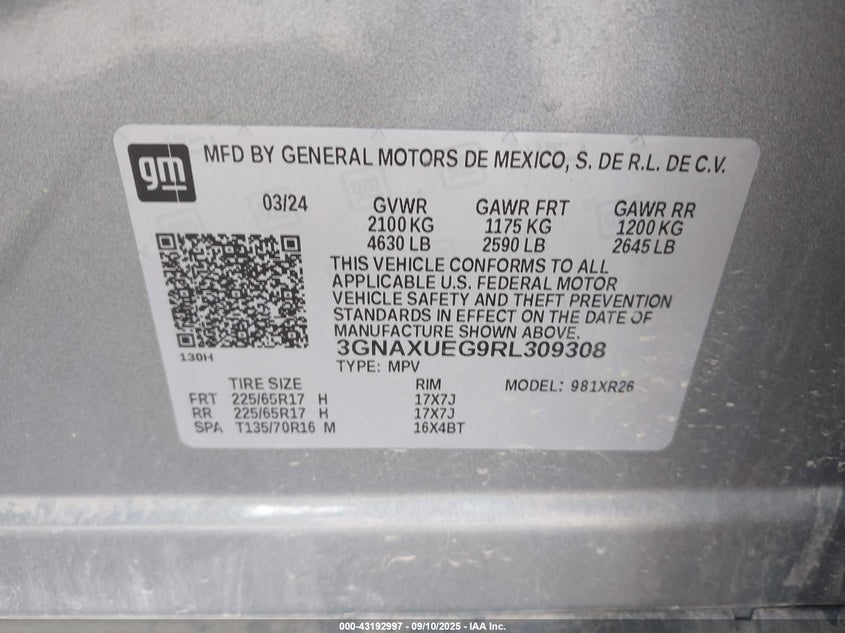 gm
MFD BY GENERAL MOTORS DE MEXICO, S. DE R.L. DE C.V.
03/24 GVWR GAWR FRT GAWR RR
2100 KG 1175 KG 1200 KG
4630 LB 2590 LB 2645 LB
THIS VEHICLE CONFORMS TO ALL
APPLICABLE U.S. FEDERAL MOTOR
VEHICLE SAFETY AND THEFT PREVENTION
STANDARDS IN EFFECT ON THE DATE OF
MANUFACTURE SHOWN ABOVE.
130H
3GNAXUEG9RL309308
TYPE: MPV
TIRE SIZE RIM MODEL: 981XR26
FRT 225/65R17 H 17X7J
RR 225/65R17 H 17X7J
SPA T135/70R16 M 16X4BT
000-43192997 - 09/10/2025 - IAA Inc.